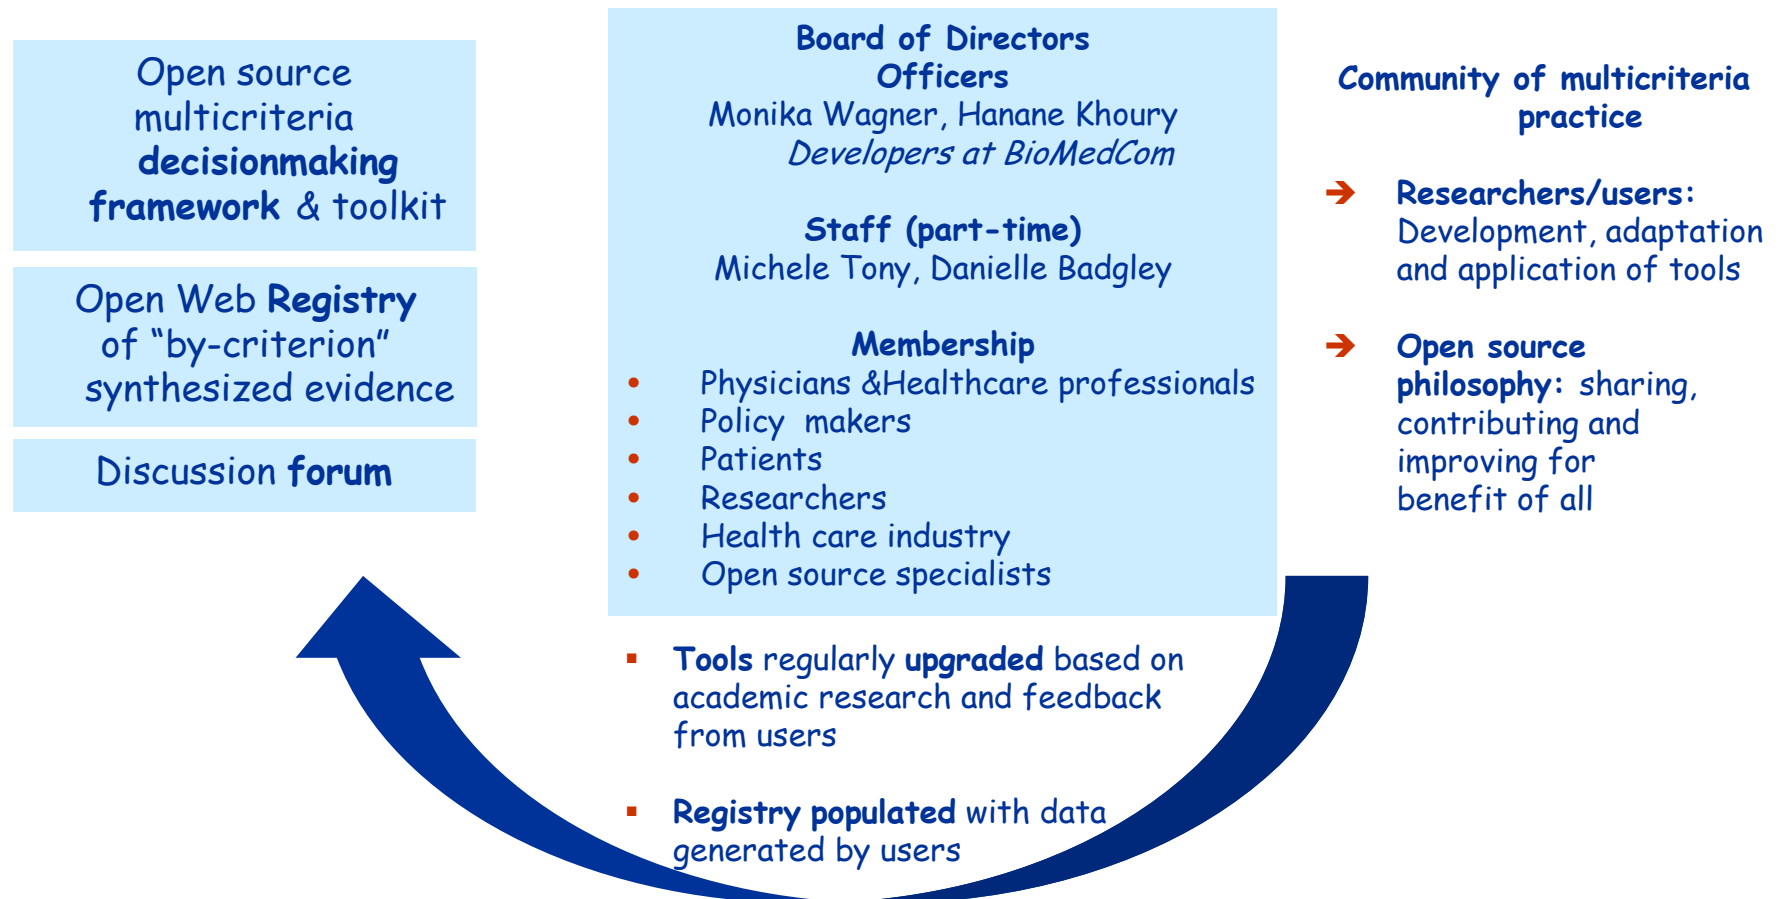 Open source
multicriteria
decisionmaking
framework & toolkit
Open Web Registry
of “by-criterion”
synthesized evidence
Discussion forum
Board of Directors
Officers
Monika Wagner, Hanane Khoury
Developers at BioMedCom
Staff (part-time)
Michele Tony, Danielle Badgley
Membership
• Physicians &Healthcare professionals
• Policy makers
• Patients
• Researchers
• Health care industry
• Open source specialists
▪ Tools regularly upgraded based on
academic research and feedback
from users
▪ Registry populated with data
generated by users
Community of multicriteria
practice
➔ Researchers/users:
Development, adaptation
and application of tools
➔ Open source
philosophy: sharing,
contributing and
improving for
benefit of all